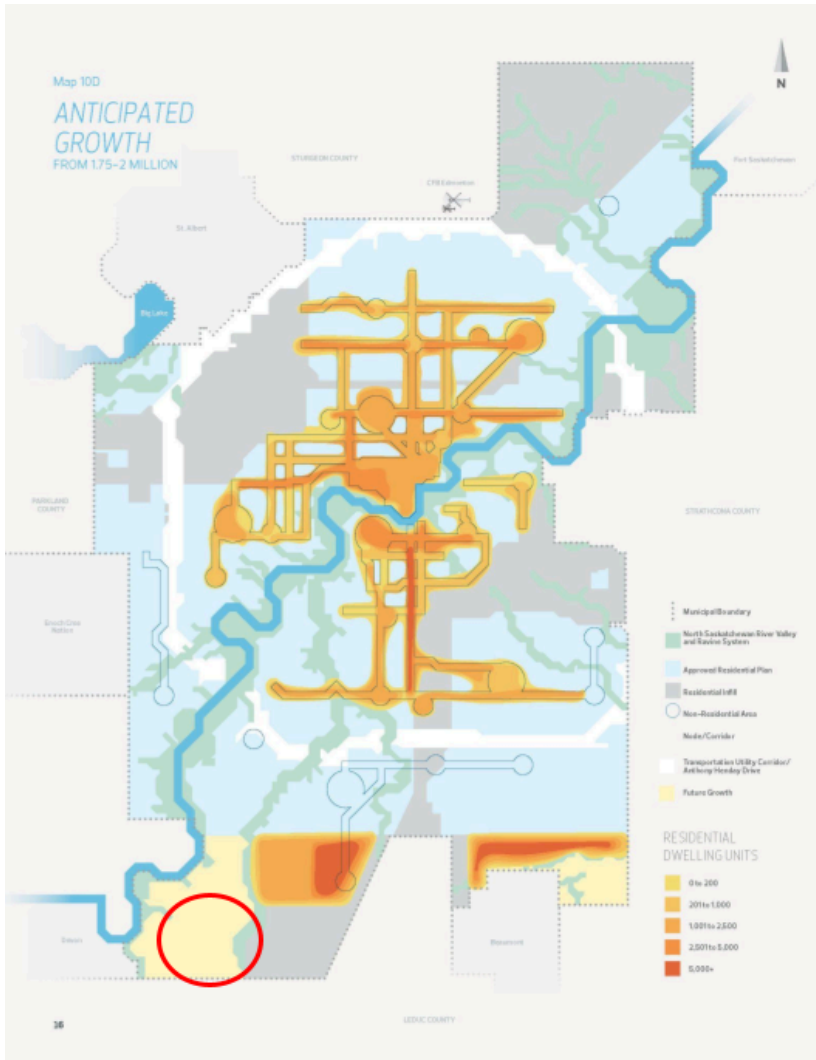 Map 10D
ANTICIPATED
GROWTH
FROM 1.75-2 MILLION
N
STURGEON COUNTY
Fort Saskatchewan
CFB Edmonton
St. Albert
Big Lake
PARKLAND
COUNTY
STRATHCONA COUNTY
Enoch Cree
Nation
Municipal Boundary
North Saskatchewan River Valley
and Ravine System
Approved Residential Plan
Residential Infill
Non-Residential Area
Node/Corridor
Transportation Utility Corridor/
Anthony Henday Drive
Future Growth
RESIDENTIAL
DWELLING UNITS
0 to 200
201 to 1,000
1,001 to 2,500
2,501 to 5,000
5,000+
Devon
Beaumont
LEDUC COUNTY
36